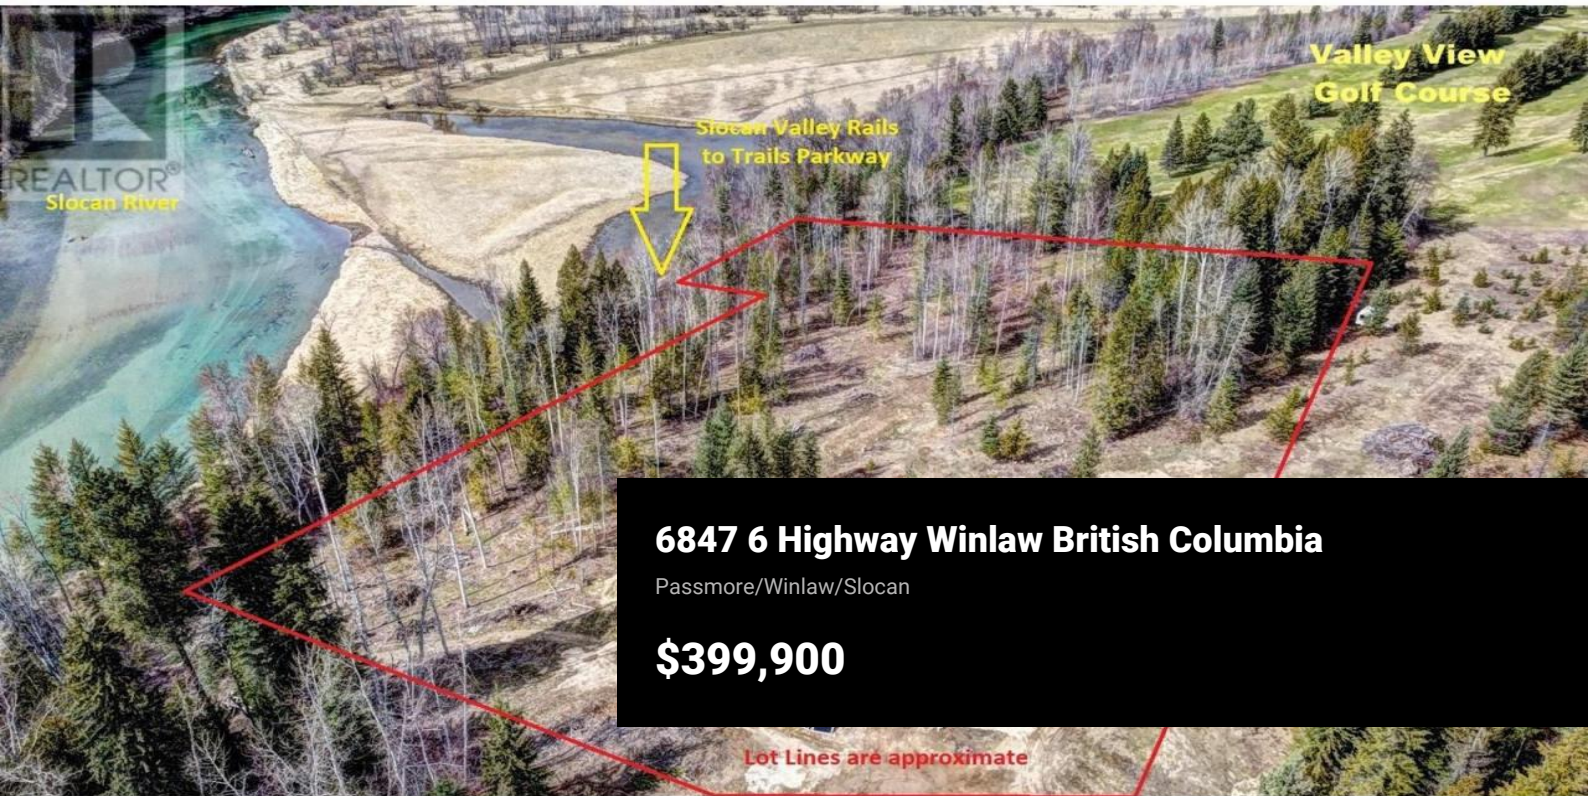 Valley View
Golf Course
Slocan Valley Rails
to Trails Parkway
REALTOR®
Slocan River
6847 6 Highway Winlaw British Columbia
Passmore/Winlaw/Slocan
$399,900
Lot Lines are approximate